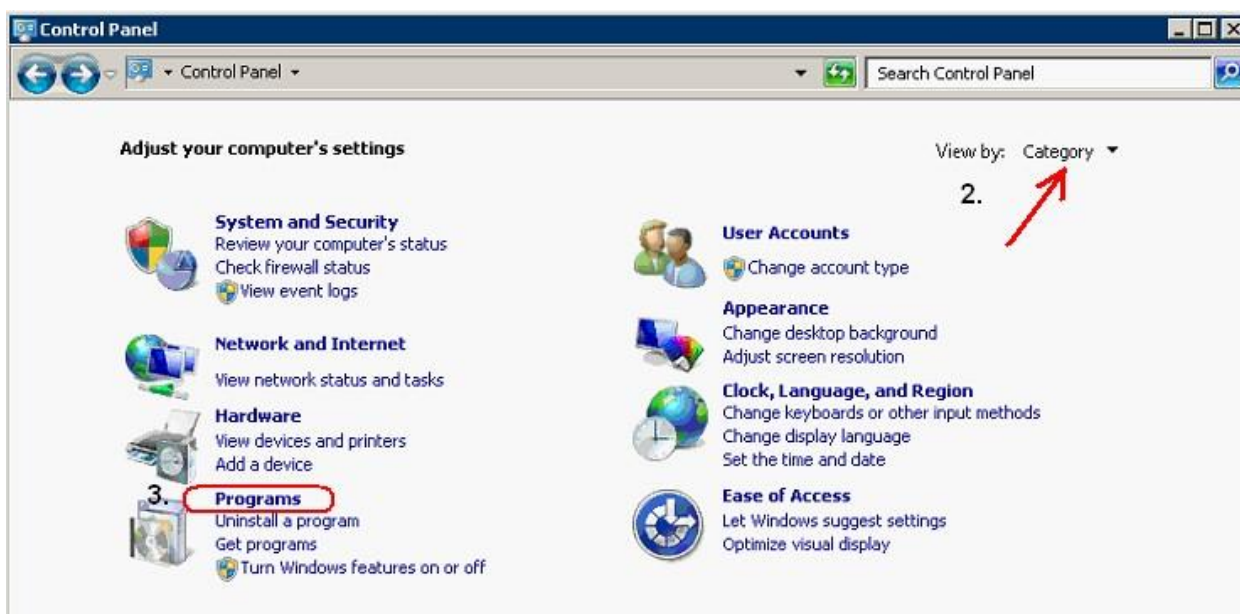 Control Panel
Control Panel
Search Control Panel
Adjust your computer's settings
View by: Category
2.
System and Security
Review your computer's status
Check firewall status
View event logs
Network and Internet
View network status and tasks
Hardware
View devices and printers
Add a device
3. Programs
Uninstall a program
Get programs
Turn Windows features on or off
User Accounts
Change account type
Appearance
Change desktop background
Adjust screen resolution
Clock, Language, and Region
Change keyboards or other input methods
Change display language
Set the time and date
Ease of Access
Let Windows suggest settings
Optimize visual display